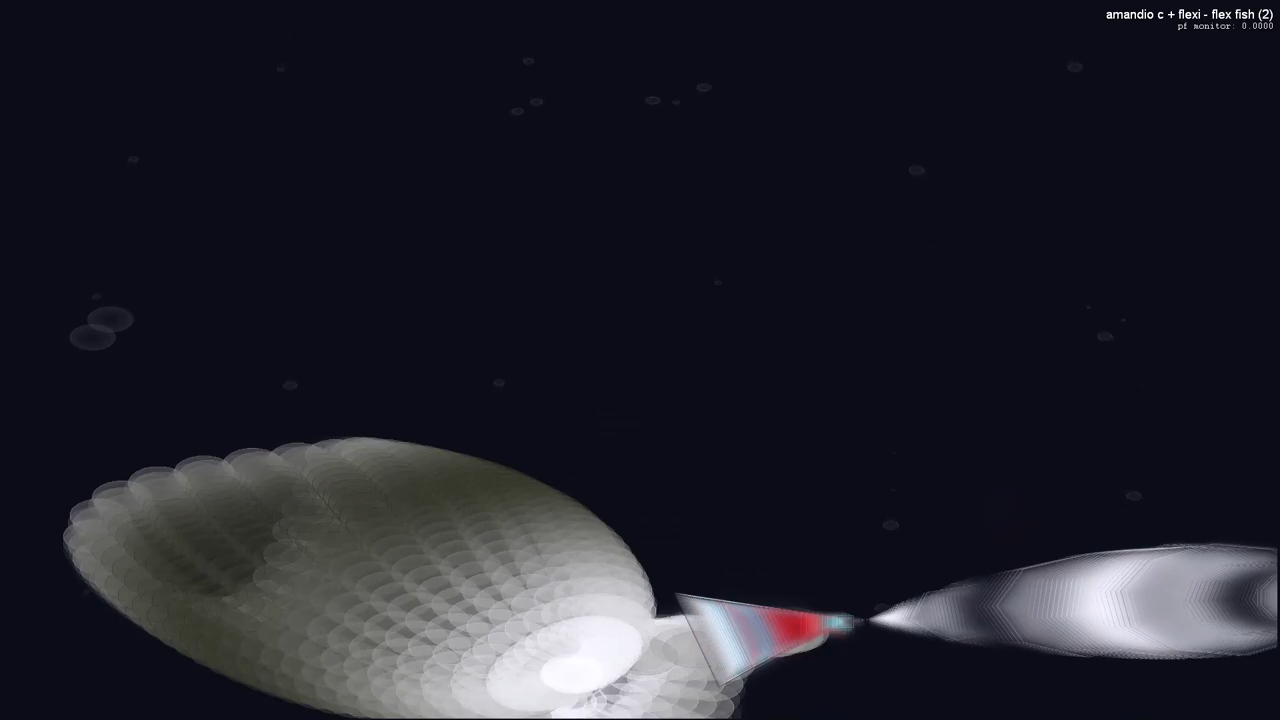 amandio c + flexi - flex fish (2)
pf monitor: 0.0000